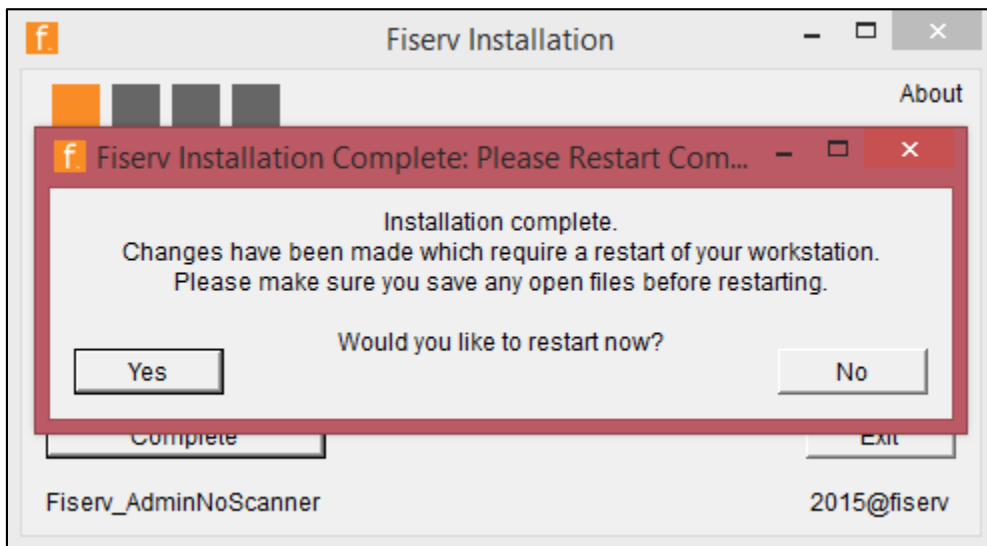 f.
Fiserv Installation
About
f.
Fiserv Installation Complete: Please Restart Com...
Installation complete.
Changes have been made which require a restart of your workstation.
Please make sure you save any open files before restarting.
Would you like to restart now?
Yes
No
Complete
Exit
Fiserv_AdminNoScanner
2015@fiserv